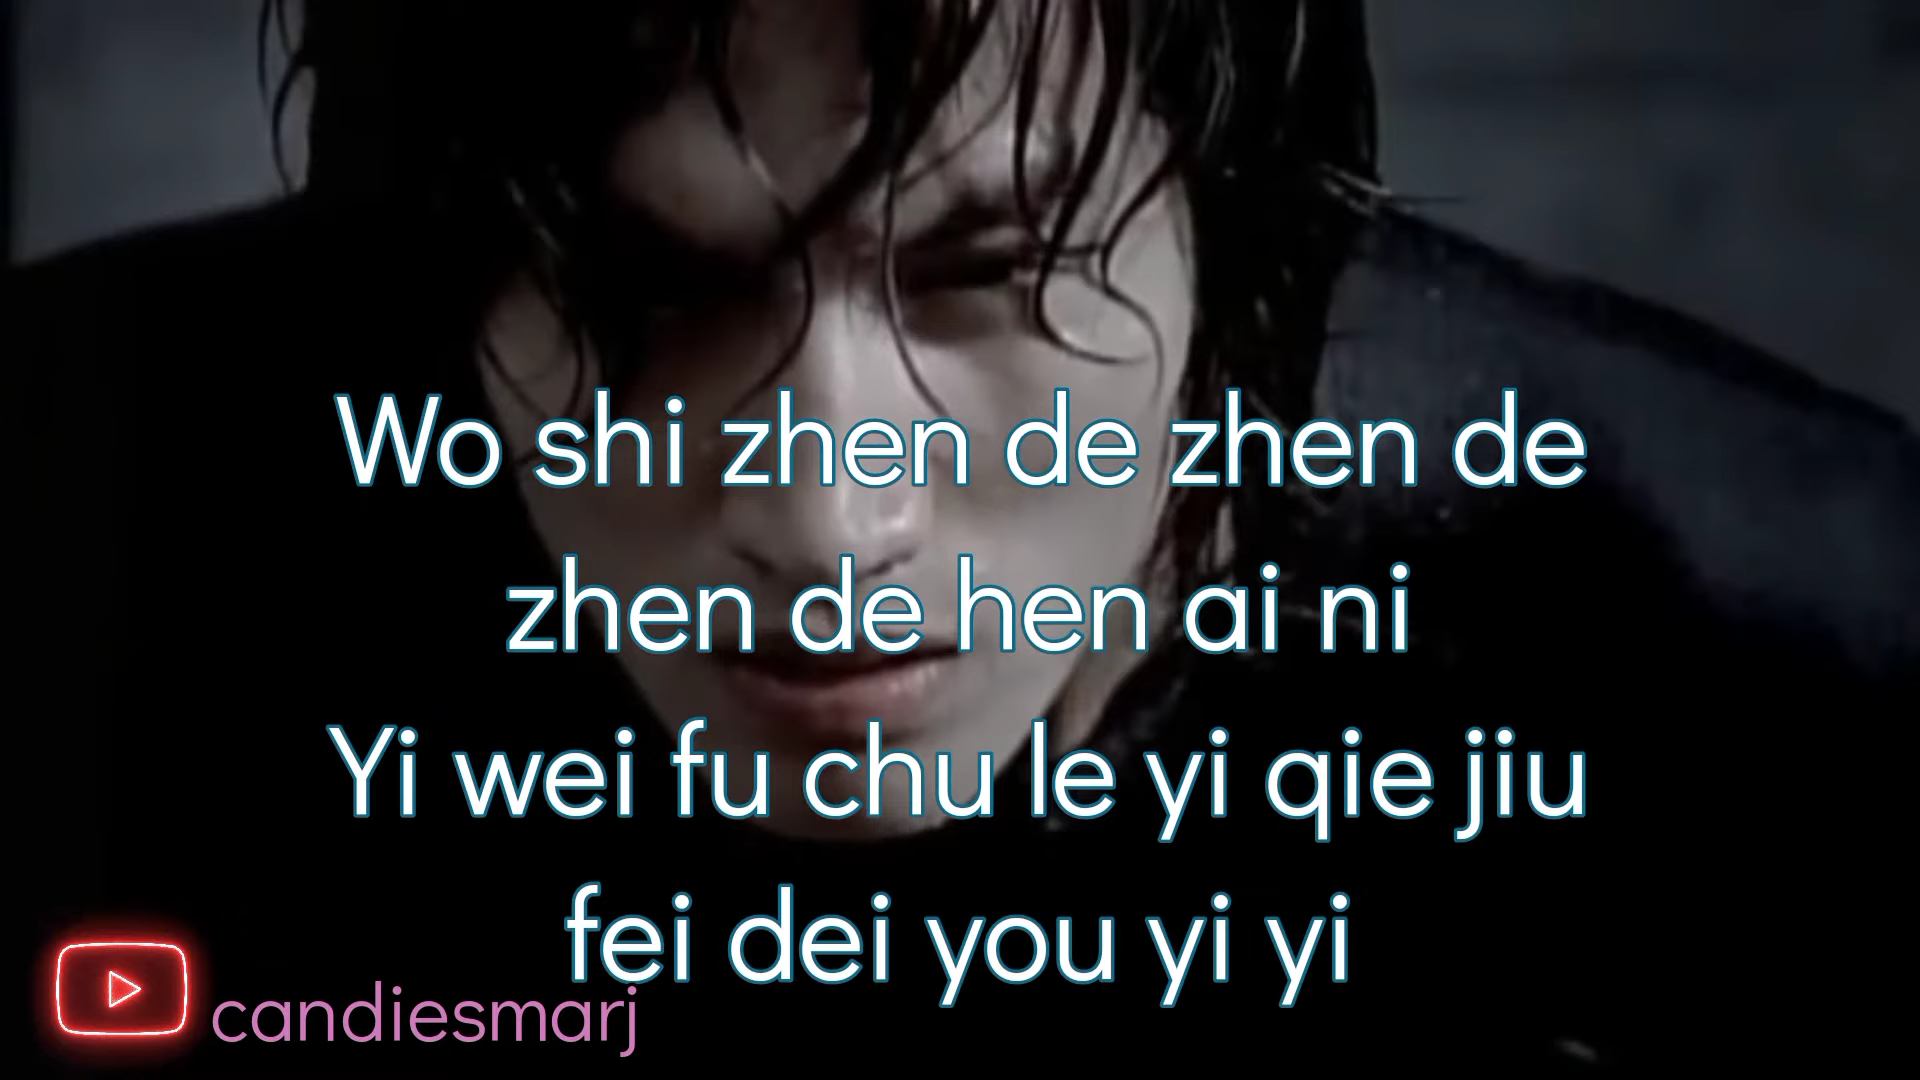 Wo shi zhen de zhen de
zhen de hen ai ni
Yi wei fu chu le yi qie jiu
fei dei you yi yi
candiesmarj